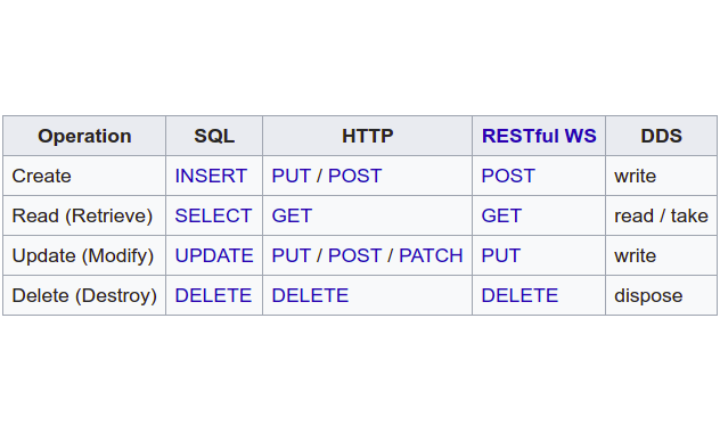 Operation SQL HTTP RESTful WS DDS
Create INSERT PUT / POST POST write
Read (Retrieve) SELECT GET GET read / take
Update (Modify) UPDATE PUT / POST / PATCH PUT write
Delete (Destroy) DELETE DELETE DELETE dispose